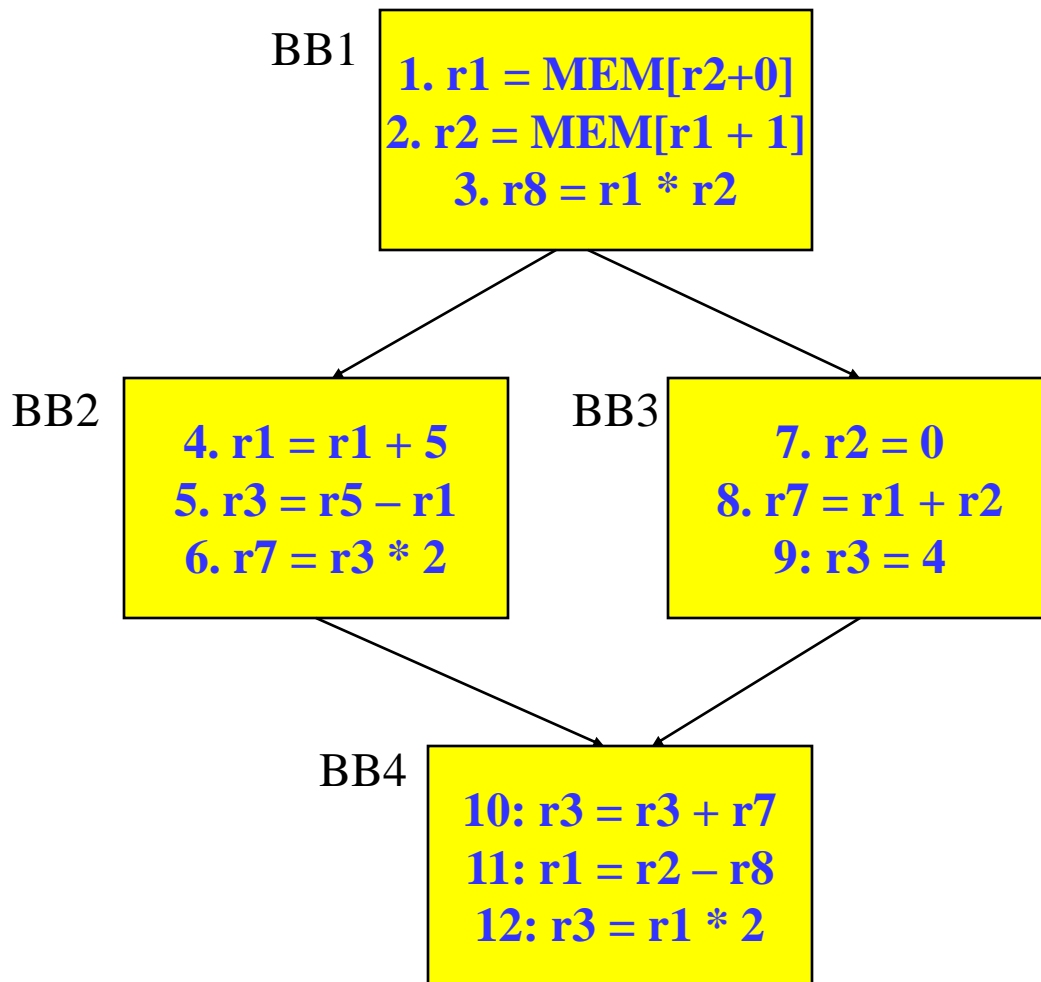 BB1
1. r1 = MEM[r2+0]
2. r2 = MEM[r1 + 1]
3. r8 = r1 * r2
BB2
4. r1 = r1 + 5
5. r3 = r5 – r1
6. r7 = r3 * 2
BB3
7. r2 = 0
8. r7 = r1 + r2
9: r3 = 4
BB4
10: r3 = r3 + r7
11: r1 = r2 – r8
12: r3 = r1 * 2